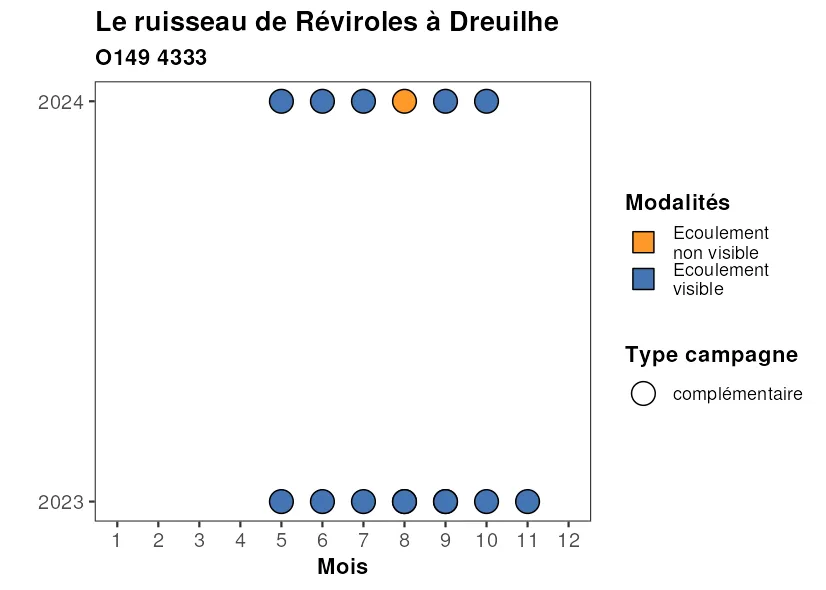 Le ruisseau de Réviroles à Dreuilhe
O149 4333
2024
2023
1 2 3 4 5 6 7 8 9 10 11 12
Mois
Modalités
Ecoulement
non visible
Ecoulement
visible
Type campagne
complémentaire